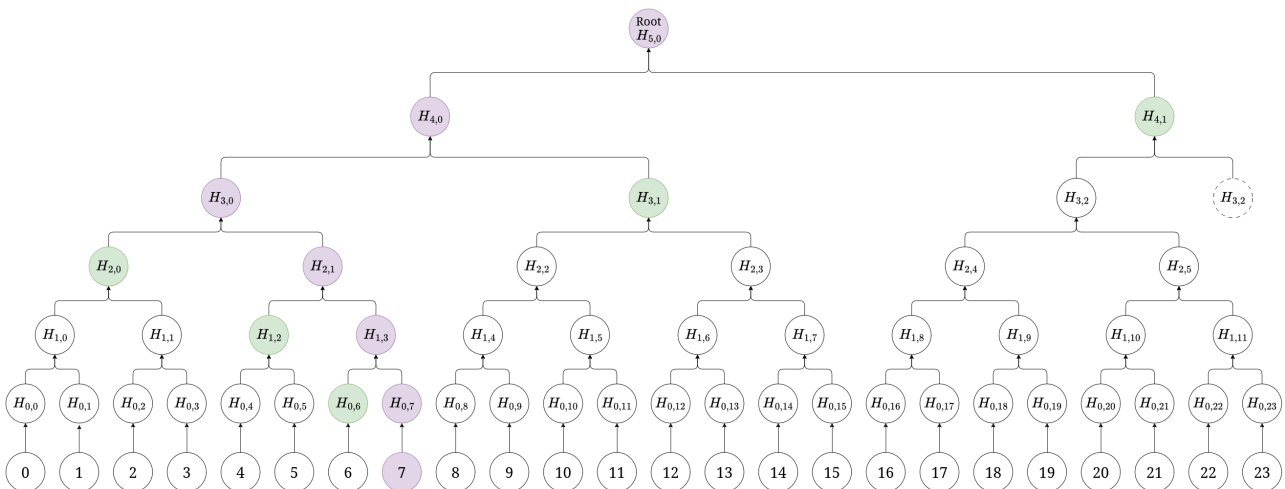 Root
H5,0
H4,0 H4,1
H3,0 H3,1 H3,2 H3,2
H2,0 H2,1 H2,2 H2,3 H2,4 H2,5
H1,0 H1,1 H1,2 H1,3 H1,4 H1,5 H1,6 H1,7 H1,8 H1,9 H1,10 H1,11
H0,0 H0,1 H0,2 H0,3 H0,4 H0,5 H0,6 H0,7 H0,8 H0,9 H0,10 H0,11 H0,12 H0,13 H0,14 H0,15 H0,16 H0,17 H0,18 H0,19 H0,20 H0,21 H0,22 H0,23
0 1 2 3 4 5 6 7 8 9 10 11 12 13 14 15 16 17 18 19 20 21 22 23